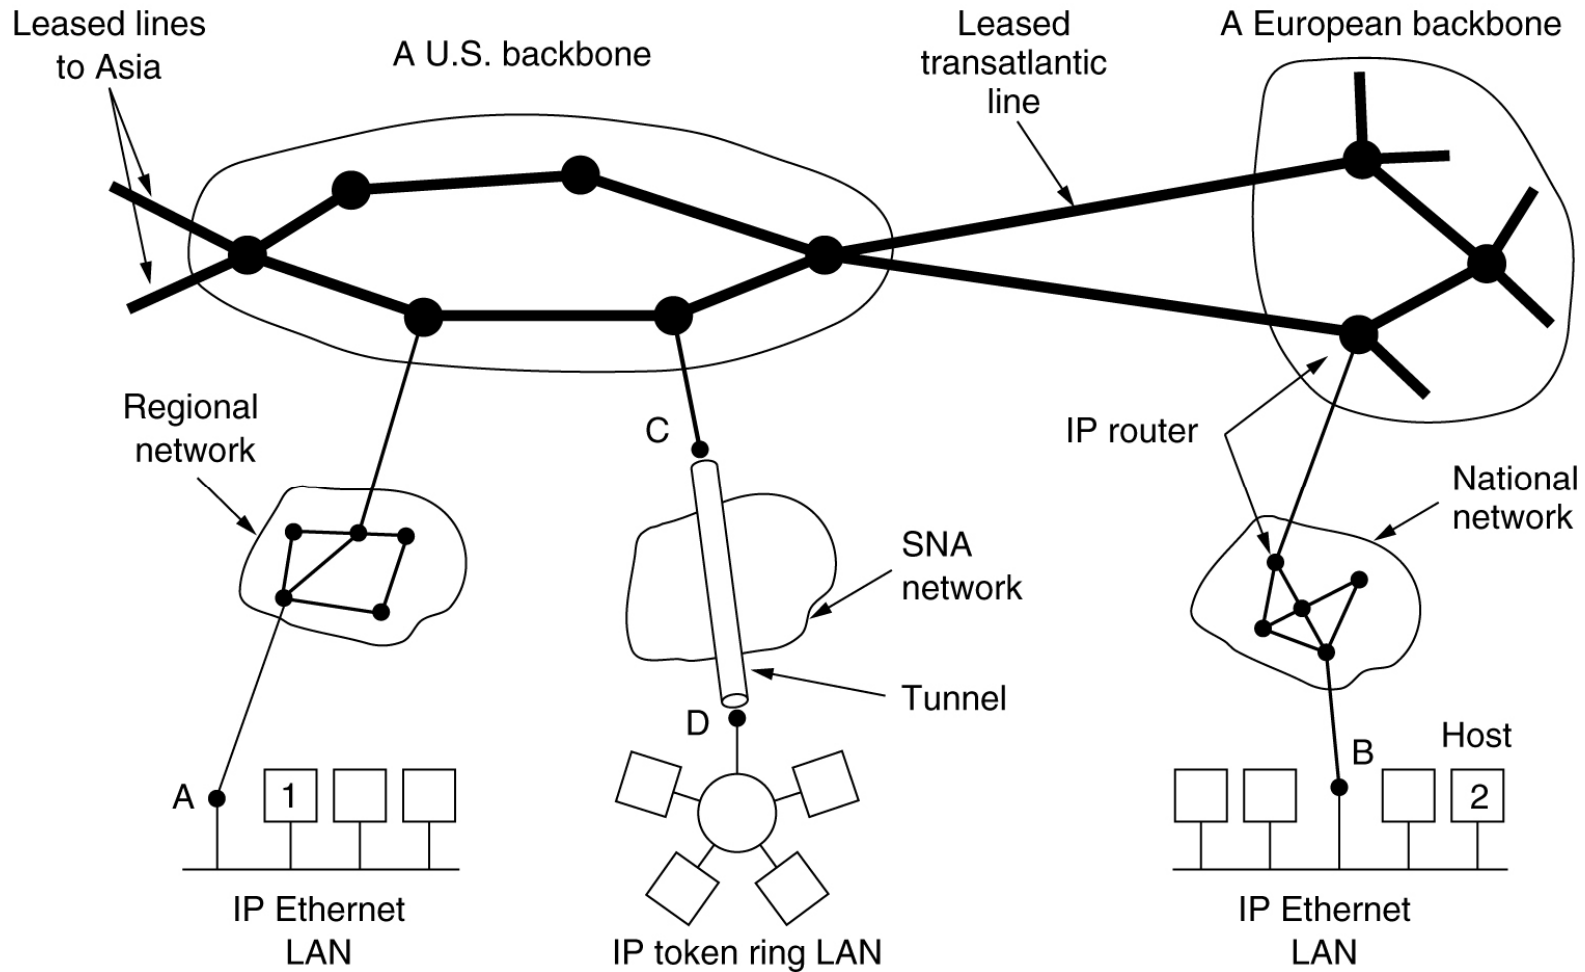 Leased lines
to Asia
A U.S. backbone
Leased
transatlantic
line
A European backbone
Regional
network
C
IP router
National
network
SNA
network
Tunnel
D
A
1
B
Host
2
IP Ethernet
LAN
IP token ring LAN
IP Ethernet
LAN